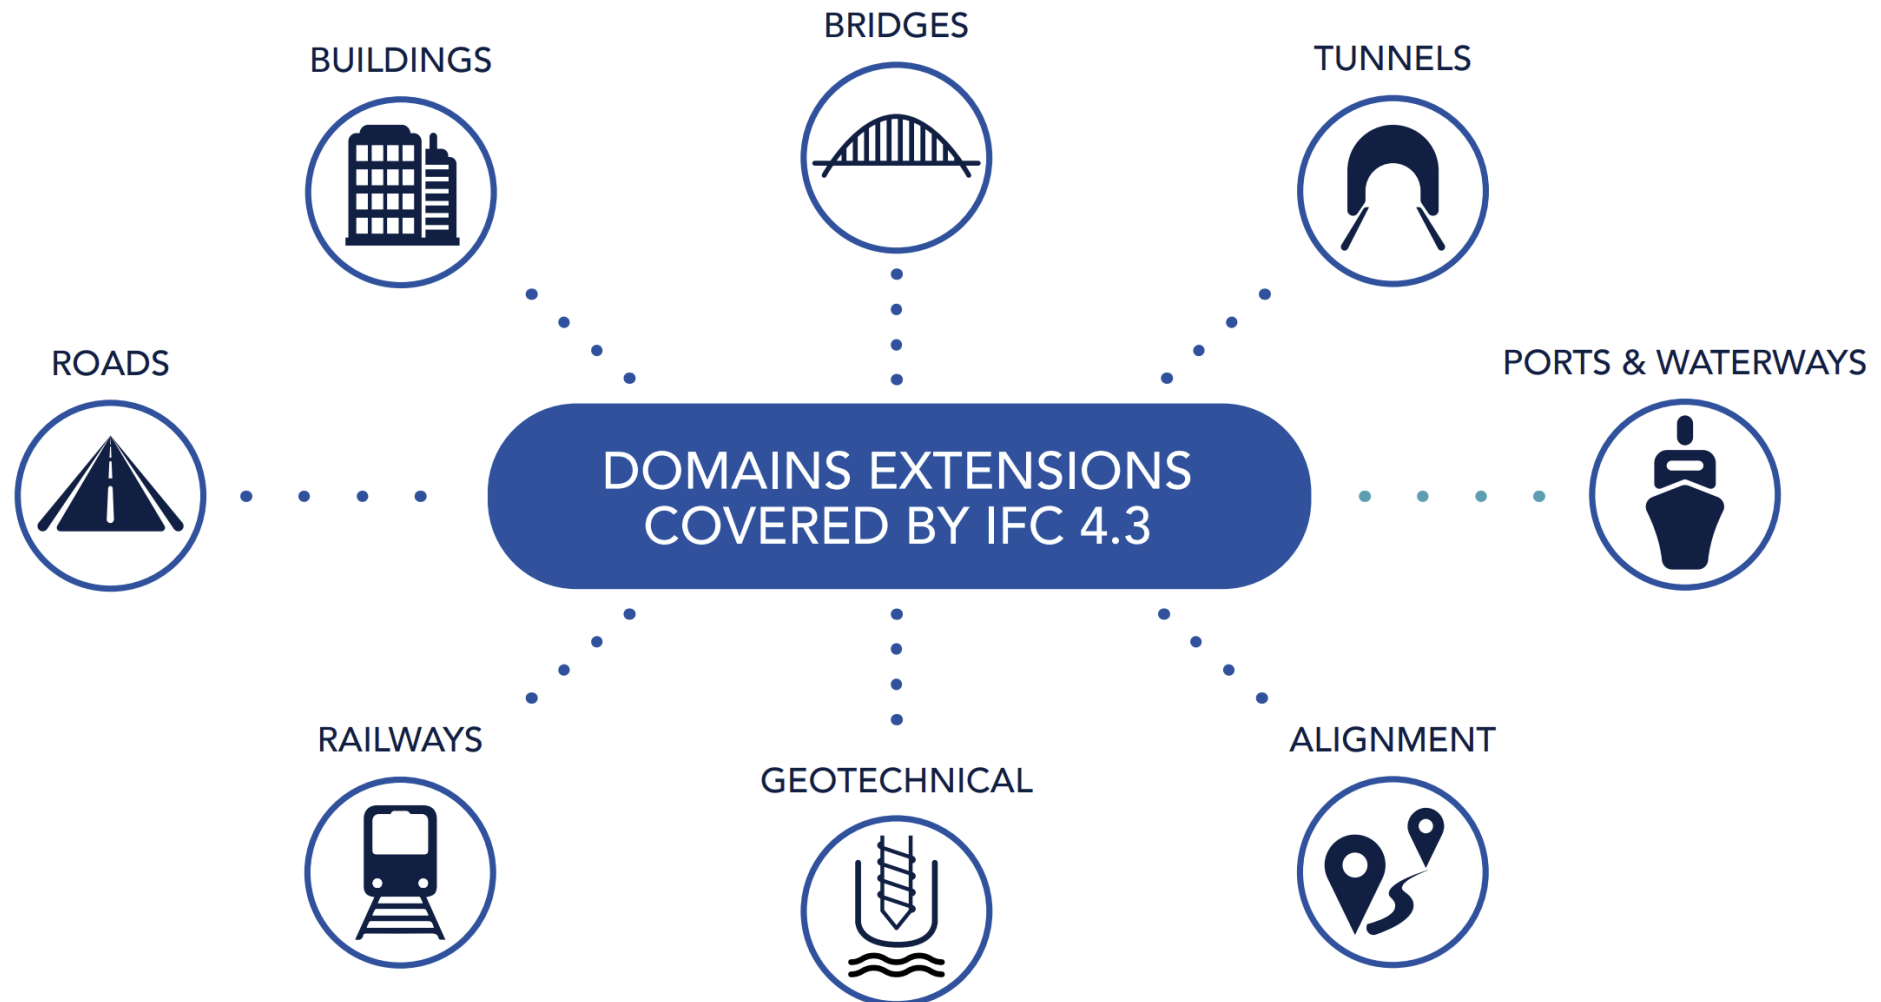 BRIDGES
BUILDINGS
TUNNELS
ROADS
PORTS & WATERWAYS
DOMAINS EXTENSIONS
COVERED BY IFC 4.3
RAILWAYS
ALIGNMENT
GEOTECHNICAL